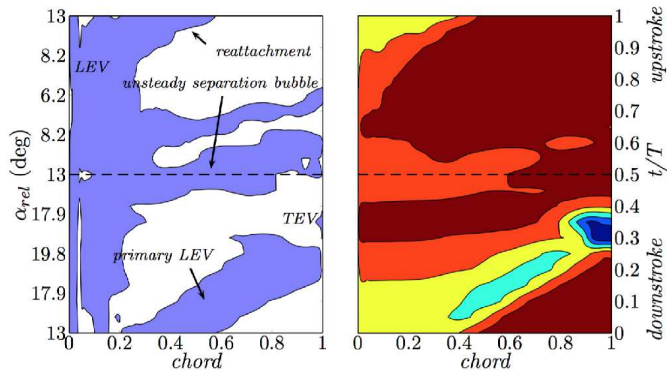 13
8.2
6.2
8.2
13
17.9
19.8
17.9
13
α_rel (deg)
LEV
reattachment
unsteady separation bubble
TEV
primary LEV
0 0.2 0.4 0.6 0.8 1
chord
0 0.2 0.4 0.6 0.8 1
chord
1
0.9
0.8
0.7
0.6
0.5
0.4
0.3
0.2
0.1
0
upstroke
t/T
downstroke